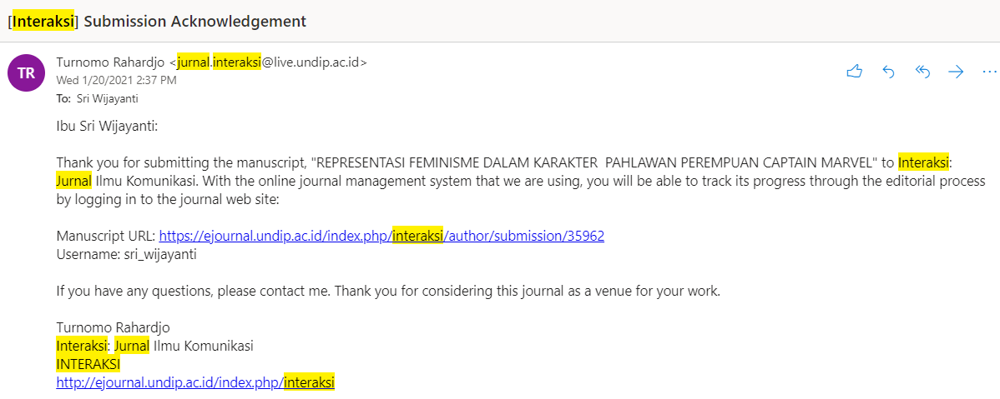 [Interaksi] Submission Acknowledgement
TR
Turnomo Rahardjo <jurnal.interaksi@live.undip.ac.id>
Wed 1/20/2021 2:37 PM
To: Sri Wijayanti
Ibu Sri Wijayanti:
Thank you for submitting the manuscript, "REPRESENTASI FEMINISME DALAM KARAKTER  PAHLAWAN PEREMPUAN CAPTAIN MARVEL" to Interaksi:
Jurnal Ilmu Komunikasi. With the online journal management system that we are using, you will be able to track its progress through the editorial process
by logging in to the journal web site:
Manuscript URL: https://ejournal.undip.ac.id/index.php/interaksi/author/submission/35962
Username: sri_wijayanti
If you have any questions, please contact me. Thank you for considering this journal as a venue for your work.
Turnomo Rahardjo
Interaksi: Jurnal Ilmu Komunikasi
INTERAKSI
http://ejournal.undip.ac.id/index.php/interaksi